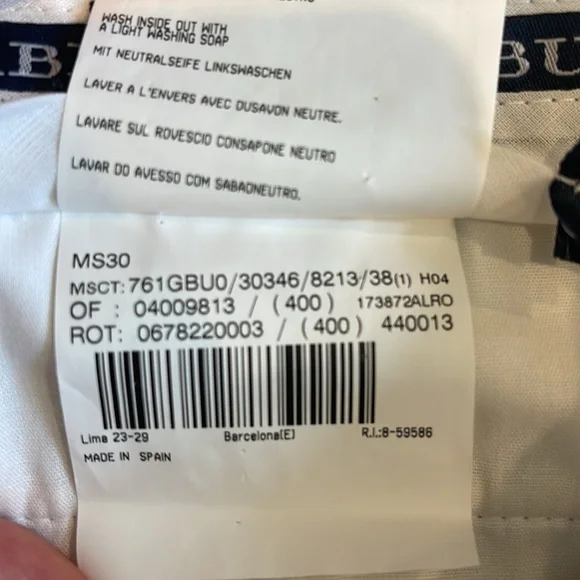 WASH INSIDE OUT WITH
A LIGHT WASHING SOAP
MIT NEUTRALSEIFE LINKSWASCHEN
LAVER A L'ENVERS AVEC DUSAVON NEUTRE.
LAVARE SUL ROVESCIO CONSAPONE NEUTRO
LAVAR DO AVESSO COM SABAONEUTRO.
MS30
MSCT: 761GBU0/30346/8213/38(1) H04
OF : 04009813 / (400) 173872ALRO
ROT: 0678220003 / (400) 440013
Lima 23-29 Barcelona(E) R.I.:8-59586
MADE IN SPAIN
BU